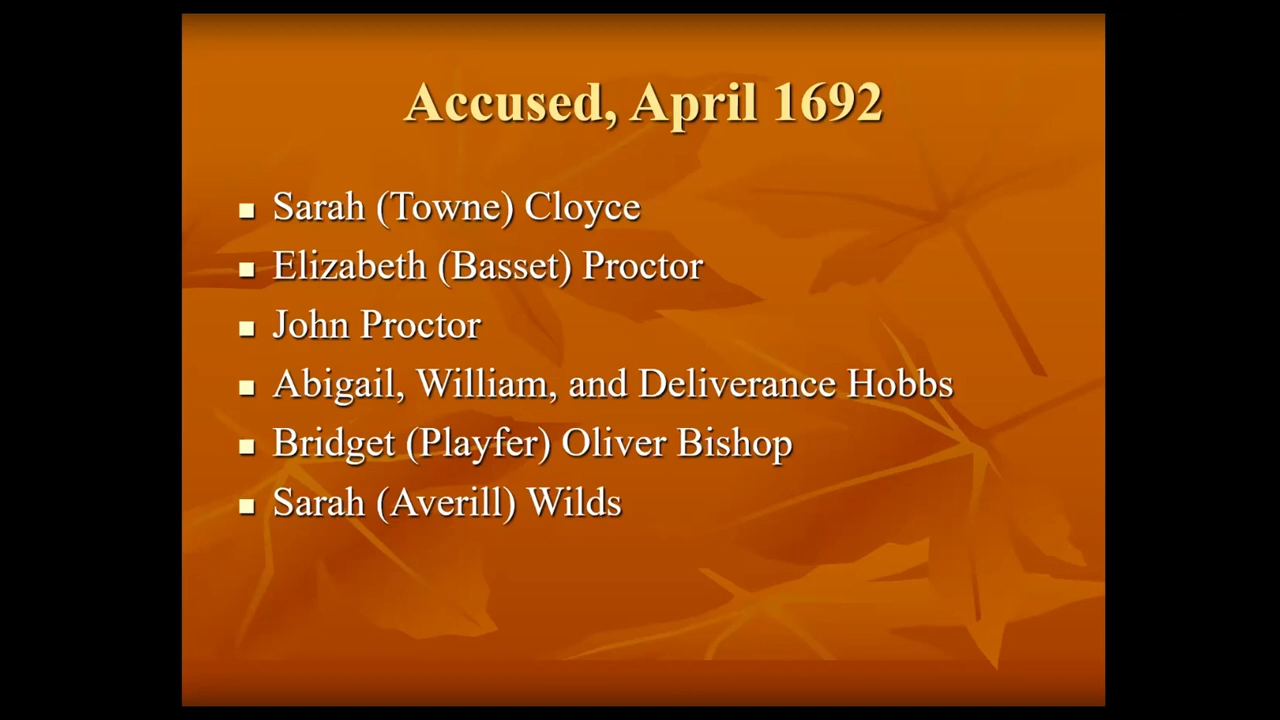 Accused, April 1692
Sarah (Towne) Cloyce
Elizabeth (Basset) Proctor
John Proctor
Abigail, William, and Deliverance Hobbs
Bridget (Playfer) Oliver Bishop
Sarah (Averill) Wilds